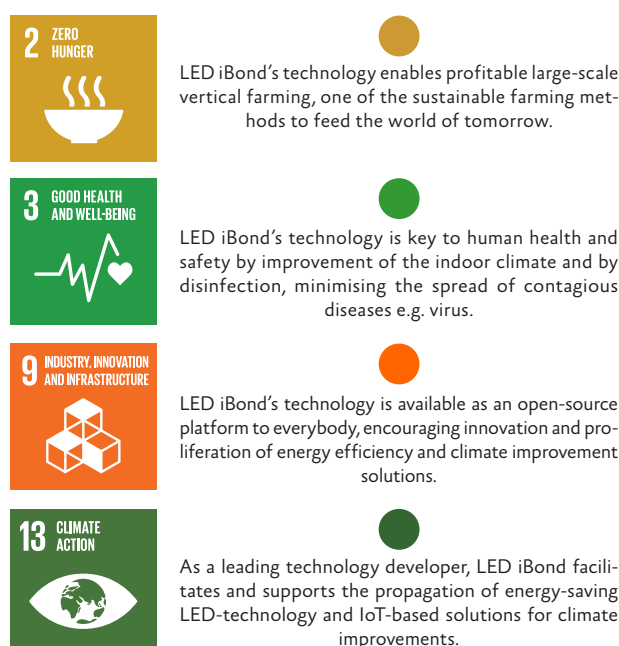 2 ZERO
HUNGER
LED iBond’s technology enables profitable large-scale
vertical farming, one of the sustainable farming met-
hods to feed the world of tomorrow.
3 GOOD HEALTH
AND WELL-BEING
LED iBond’s technology is key to human health and
safety by improvement of the indoor climate and by
disinfection, minimising the spread of contagious
diseases e.g. virus.
9 INDUSTRY, INNOVATION
AND INFRASTRUCTURE
LED iBond’s technology is available as an open-source
platform to everybody, encouraging innovation and pro-
liferation of energy efficiency and climate improvement
solutions.
13 CLIMATE
ACTION
As a leading technology developer, LED iBond facili-
tates and supports the propagation of energy-saving
LED-technology and IoT-based solutions for climate
improvements.